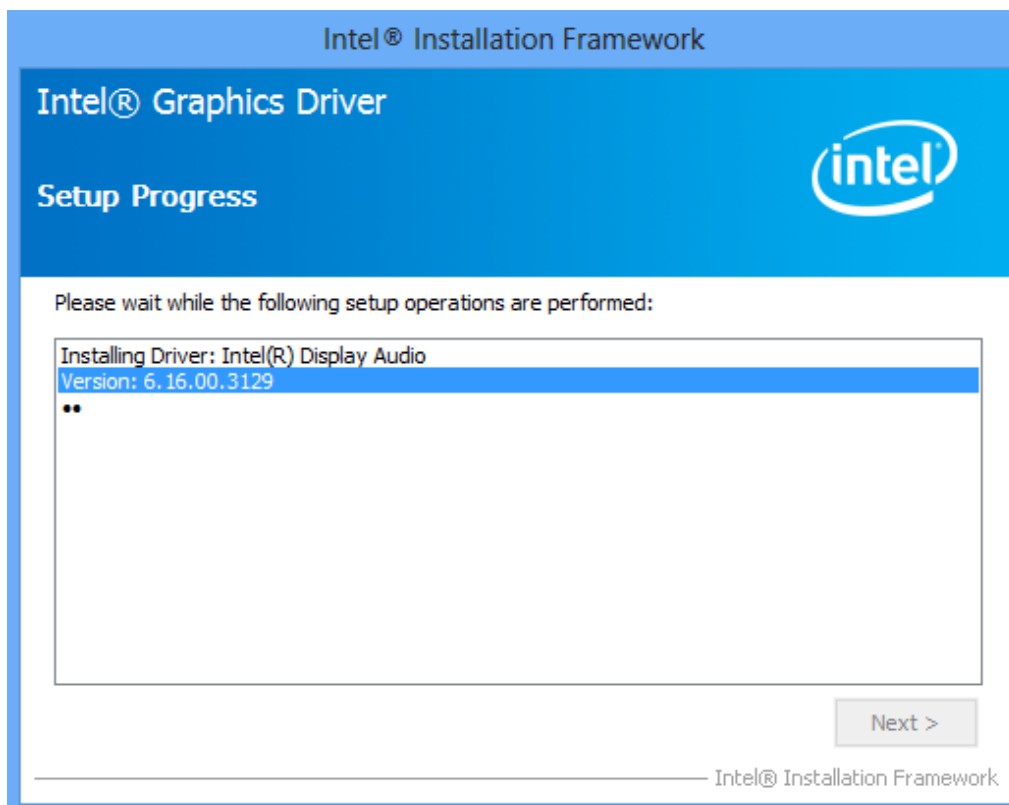 Intel® Installation Framework
Intel® Graphics Driver
intel
Setup Progress
Please wait while the following setup operations are performed:
Installing Driver: Intel(R) Display Audio
Version: 6.16.00.3129
••
Next >
Intel® Installation Framework